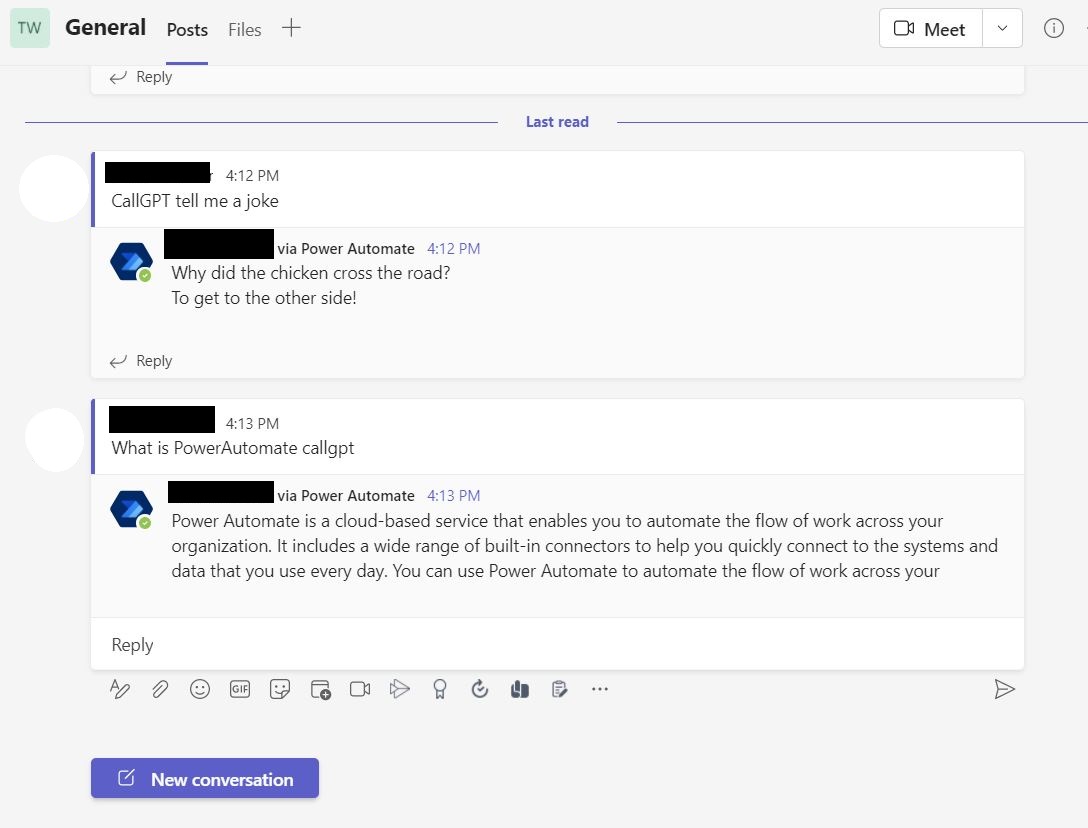 TW General Posts Files Meet
Reply
Last read
4:12 PM
CallGPT tell me a joke
via Power Automate 4:12 PM
Why did the chicken cross the road?
To get to the other side!
Reply
4:13 PM
What is PowerAutomate callgpt
via Power Automate 4:13 PM
Power Automate is a cloud-based service that enables you to automate the flow of work across your
organization. It includes a wide range of built-in connectors to help you quickly connect to the systems and
data that you use every day. You can use Power Automate to automate the flow of work across your
Reply
GIF
New conversation